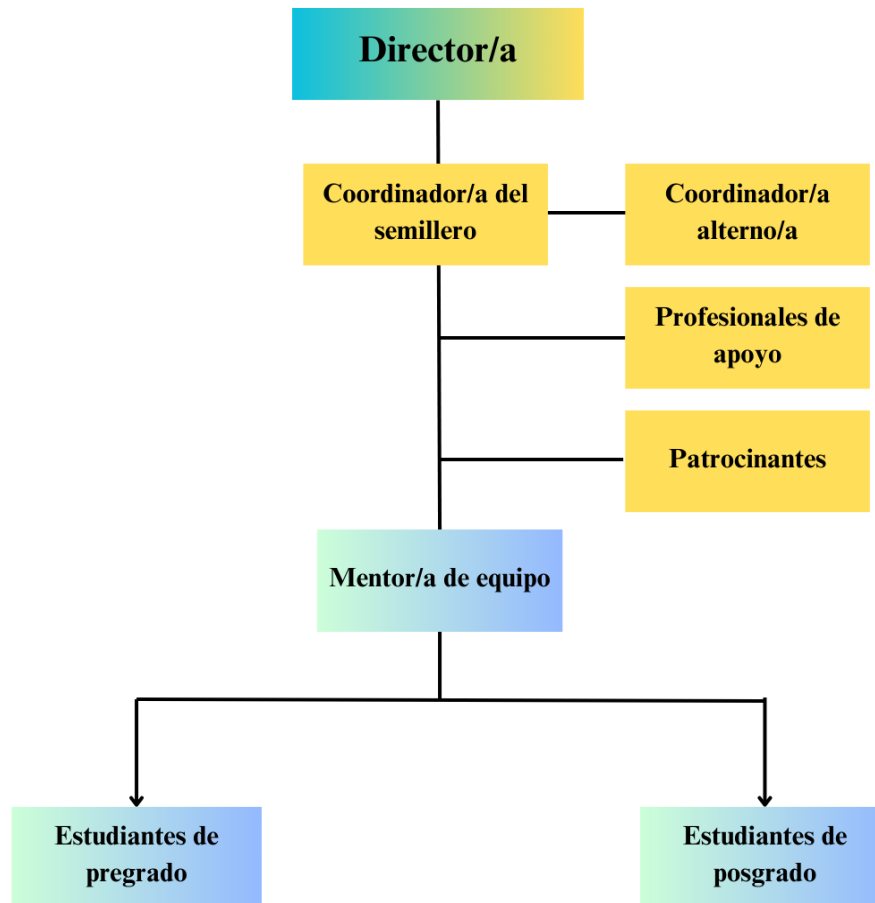 Director/a
Coordinador/a del
semillero
Coordinador/a
alterno/a
Profesionales de
apoyo
Patrocinantes
Mentor/a de equipo
Estudiantes de
pregrado
Estudiantes de
posgrado